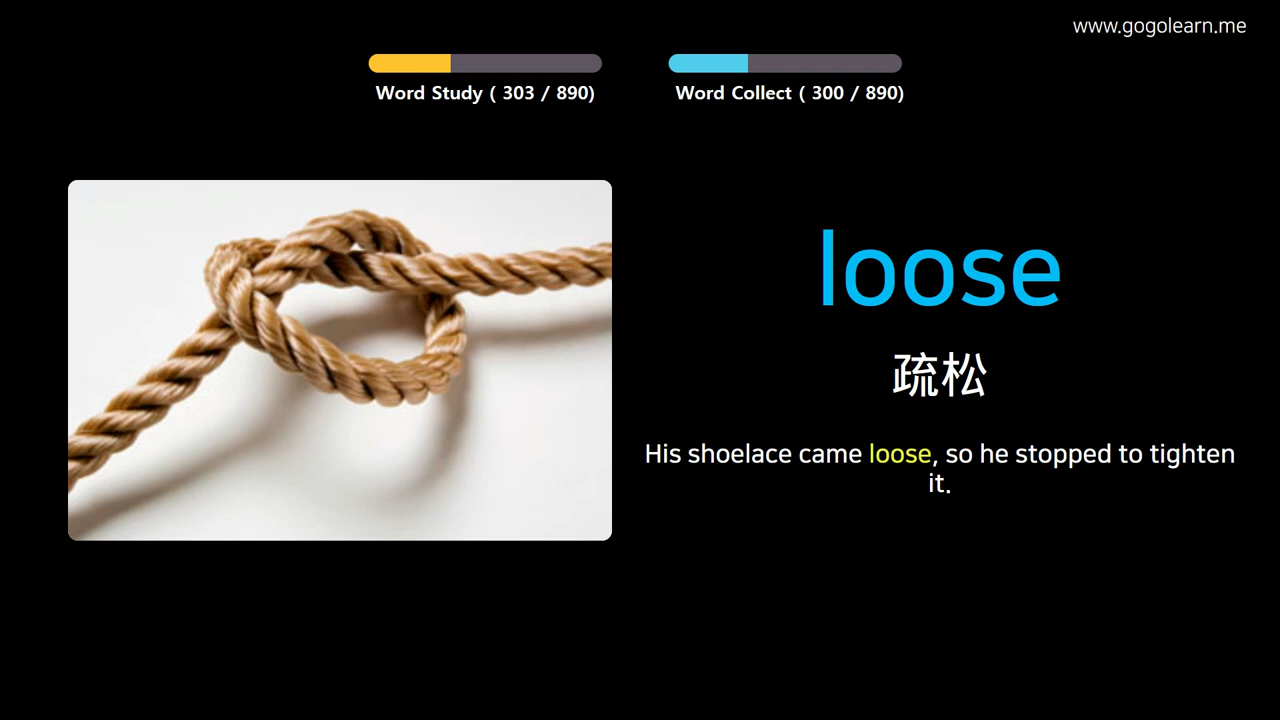 www.gogolearn.me
Word Study ( 303 / 890)
Word Collect ( 300 / 890)
loose
疏松
His shoelace came loose, so he stopped to tighten
it.